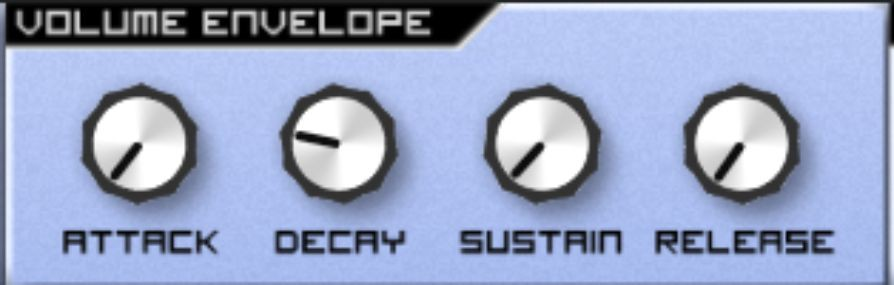 VOLUME ENVELOPE
ATTACK DECAY SUSTAIN RELEASE